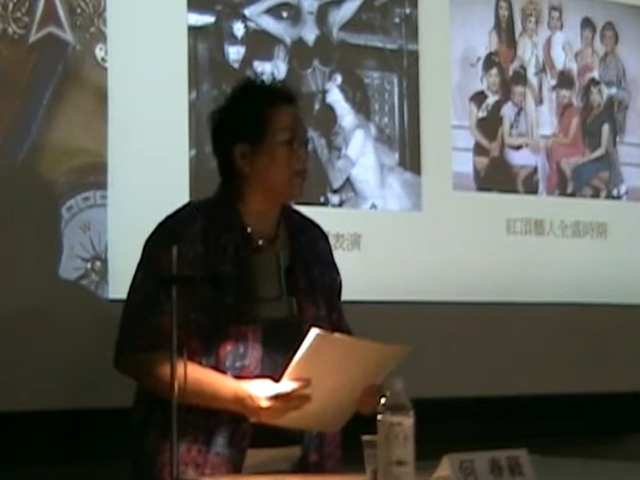 表演
紅頂藝人全盛時期
何 春蕤